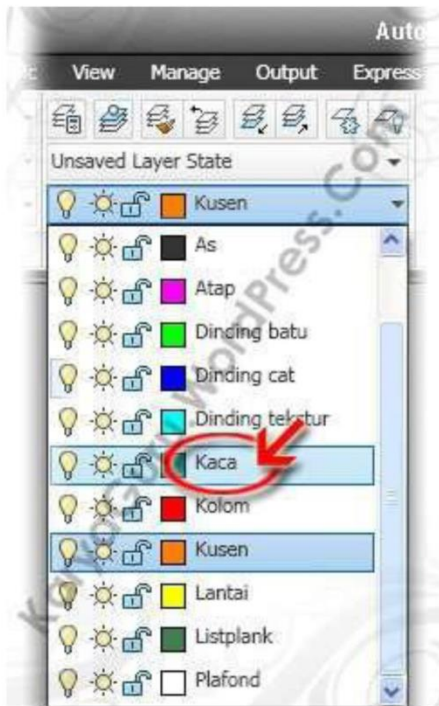 Auto
View Manage Output Express
Unsaved Layer State
Kusen
As
Atap
Dinding batu
Dinding cat
Dinding tekstur
Kaca
Kolom
Kusen
Lantai
Listplank
Plafond